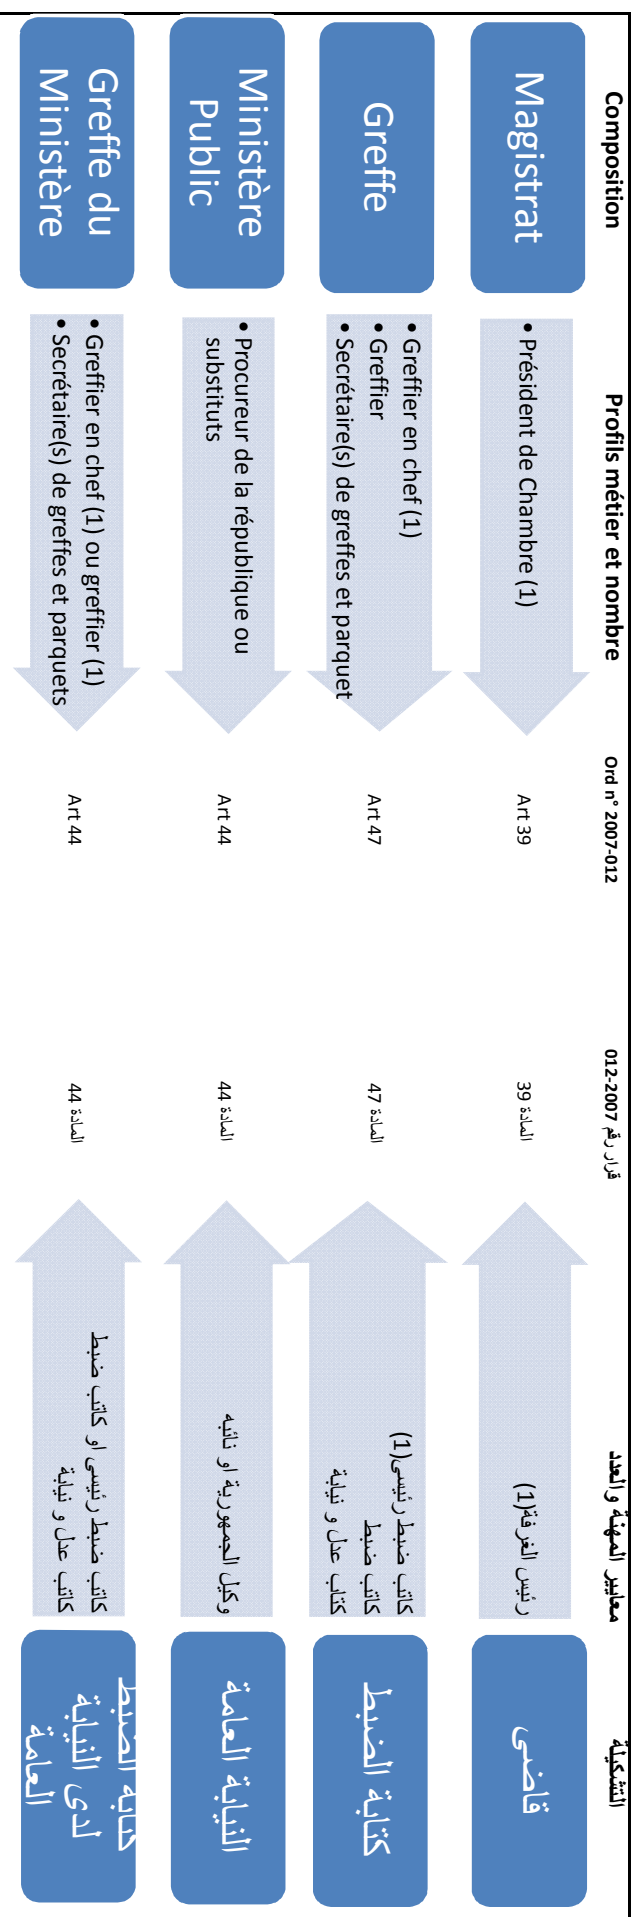 Composition
Profils métier et nombre
Ord n° 2007-012
قرار رقم 2007-012
معايير المهنة والعدد
التشكيلة
Magistrat
• Président de Chambre (1)
Art 39
المادة 39
رئيس الغرفة(1)
قاضى
Greffe
• Greffier en chef (1)
• Greffier
• Secrétaire(s) de greffes et parquet
Art 47
المادة 47
كاتب ضبط رئيسى(1)
كاتب ضبط
كتاب عدل و نيابة
كتابة الضبط
Ministère
Public
• Procureur de la république ou
substituts
Art 44
المادة 44
وكيل الجمهورية او نائبه
النيابة العامة
Greffe du
Ministère
• Greffier en chef (1) ou greffier (1)
• Secrétaire(s) de greffes et parquets
Art 44
المادة 44
كاتب ضبط رئيسى او كاتب ضبط
كاتب عدل و نيابة
كتابة الضبط
لدى النيابة
العامة